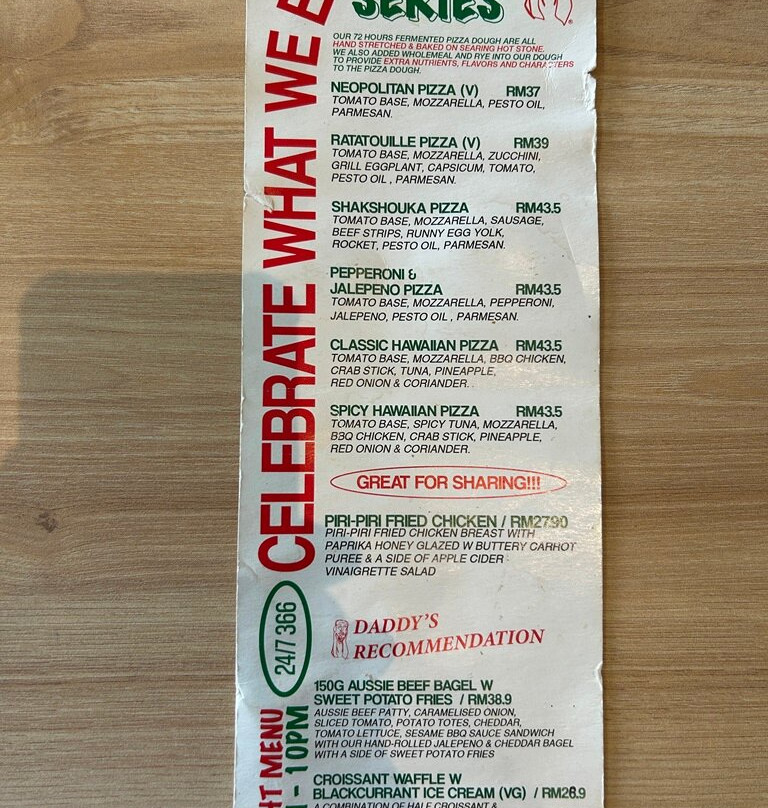 SERIES
OUR 72 HOURS FERMENTED PIZZA DOUGH ARE ALL
HAND STRETCHED & BAKED ON SEARING HOT STONE.
WE ALSO ADDED WHOLEMEAL AND RYE INTO OUR DOUGH
TO PROVIDE EXTRA NUTRIENTS, FLAVORS AND CHARACTERS
TO THE PIZZA DOUGH.
NEOPOLITAN PIZZA (V) RM37
TOMATO BASE, MOZZARELLA, PESTO OIL,
PARMESAN.
RATATOUILLE PIZZA (V) RM39
TOMATO BASE, MOZZARELLA, ZUCCHINI,
GRILL EGGPLANT, CAPSICUM, TOMATO,
PESTO OIL , PARMESAN.
SHAKSHOUKA PIZZA RM43.5
TOMATO BASE, MOZZARELLA, SAUSAGE,
BEEF STRIPS, RUNNY EGG YOLK,
ROCKET, PESTO OIL, PARMESAN.
PEPPERONI &
JALEPENO PIZZA RM43.5
TOMATO BASE, MOZZARELLA, PEPPERONI,
JALEPENO, PESTO OIL , PARMESAN.
CLASSIC HAWAIIAN PIZZA RM43.5
TOMATO BASE, MOZZARELLA, BBQ CHICKEN,
CRAB STICK, TUNA, PINEAPPLE,
RED ONION & CORIANDER.
SPICY HAWAIIAN PIZZA RM43.5
TOMATO BASE, SPICY TUNA, MOZZARELLA,
BBQ CHICKEN, CRAB STICK, PINEAPPLE,
RED ONION & CORIANDER.
GREAT FOR SHARING!!!
PIRI-PIRI FRIED CHICKEN / RM27.90
PIRI-PIRI FRIED CHICKEN BREAST WITH
PAPRIKA HONEY GLAZED W BUTTERY CARROT
PUREE & A SIDE OF APPLE CIDER
VINAIGRETTE SALAD
DADDY'S
RECOMMENDATION
150G AUSSIE BEEF BAGEL W
SWEET POTATO FRIES / RM38.9
AUSSIE BEEF PATTY, CARAMELISED ONION,
SLICED TOMATO, POTATO TOTES, CHEDDAR,
TOMATO LETTUCE, SESAME BBQ SAUCE SANDWICH
WITH OUR HAND-ROLLED JALEPENO & CHEDDAR BAGEL
WITH A SIDE OF SWEET POTATO FRIES
CROISSANT WAFFLE W
BLACKCURRANT ICE CREAM (VG) / RM26.9
A COMBINATION OF HALF CROISSANT &
CELEBRATE WHAT WE
24/7 366
MENU
- 10PM